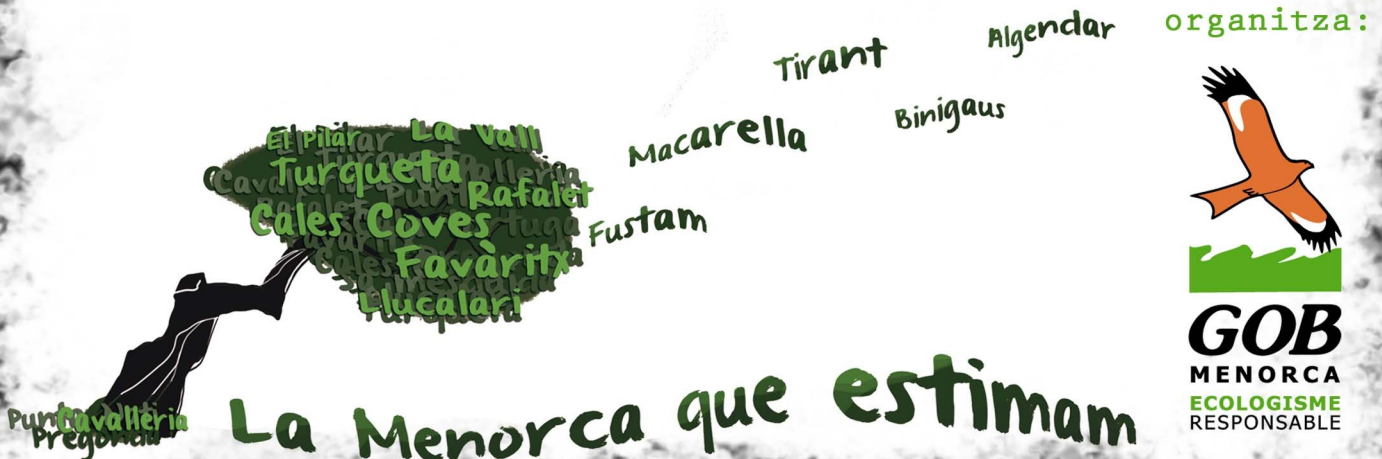 organitza:
Algendar
Tirant
Binigaus
Macarella
Fustam
El Pilar
La Vall
Turqueta
Rafalet
Cales Coves
Favàritx
Llucalari
Cavalleria
Pregonda
La Menorca que estimam
GOB
MENORCA
ECOLOGISME
RESPONSABLE